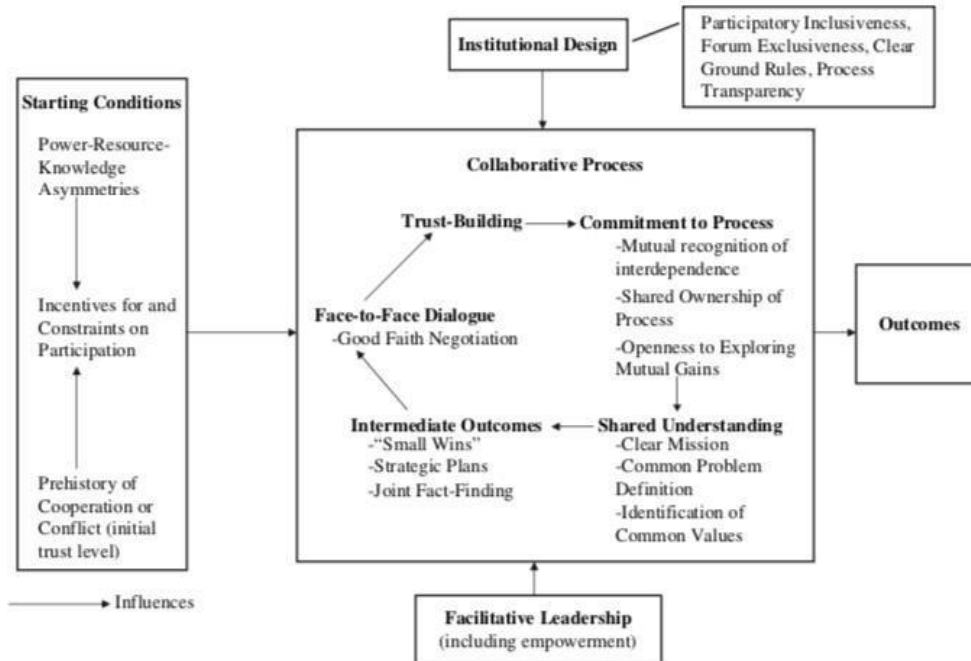 Institutional Design
Participatory Inclusiveness,
Forum Exclusiveness, Clear
Ground Rules, Process
Transparency
Starting Conditions
Power-Resource-
Knowledge
Asymmetries
Incentives for and
Constraints on
Participation
Prehistory of
Cooperation or
Conflict (initial
trust level)
Collaborative Process
Trust-Building
Commitment to Process
-Mutual recognition of
interdependence
-Shared Ownership of
Process
-Openness to Exploring
Mutual Gains
Face-to-Face Dialogue
-Good Faith Negotiation
Intermediate Outcomes
-“Small Wins”
-Strategic Plans
-Joint Fact-Finding
Shared Understanding
-Clear Mission
-Common Problem
Definition
-Identification of
Common Values
Outcomes
Influences
Facilitative Leadership
(including empowerment)